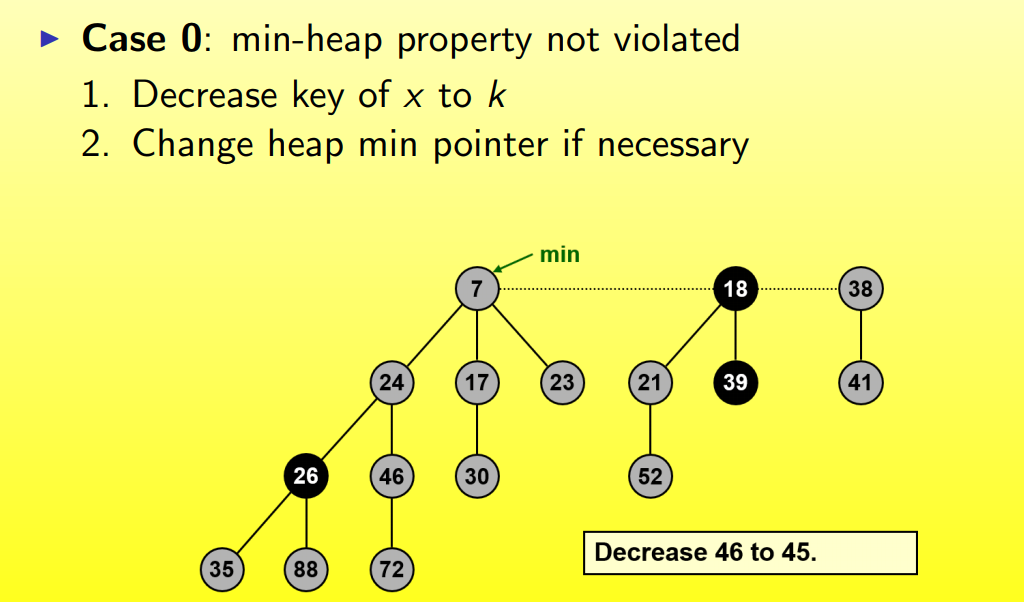 ▶ Case 0: min-heap property not violated
1. Decrease key of x to k
2. Change heap min pointer if necessary
min
7 18 38
24 17 23 21 39 41
26 46 30 52
Decrease 46 to 45.
35 88 72